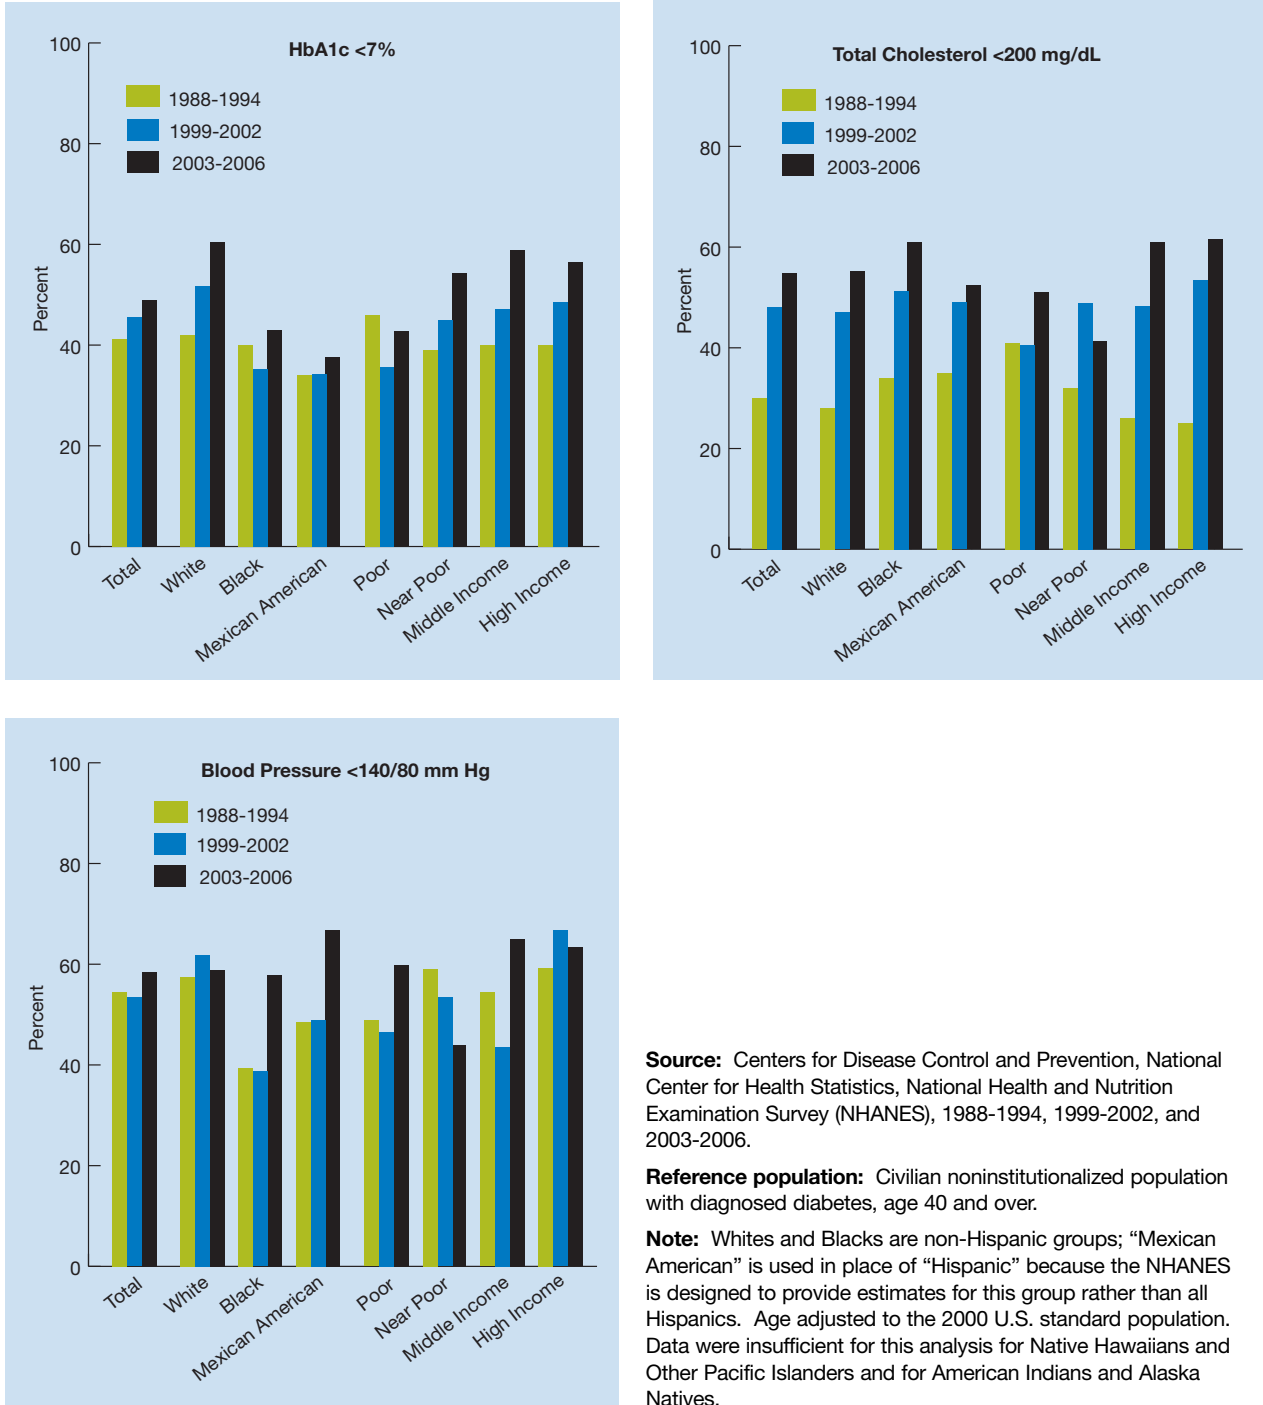 HbA1c <7%
100
80
60
40
20
0
Percent
1988-1994
1999-2002
2003-2006
Total
White
Black
Mexican American
Poor
Near Poor
Middle Income
High Income
Total Cholesterol <200 mg/dL
100
80
60
40
20
0
Percent
1988-1994
1999-2002
2003-2006
Total
White
Black
Mexican American
Poor
Near Poor
Middle Income
High Income
Blood Pressure <140/80 mm Hg
100
80
60
40
20
0
Percent
1988-1994
1999-2002
2003-2006
Total
White
Black
Mexican American
Poor
Near Poor
Middle Income
High Income
Source: Centers for Disease Control and Prevention, National
Center for Health Statistics, National Health and Nutrition
Examination Survey (NHANES), 1988-1994, 1999-2002, and
2003-2006.
Reference population: Civilian noninstitutionalized population
with diagnosed diabetes, age 40 and over.
Note: Whites and Blacks are non-Hispanic groups; “Mexican
American” is used in place of “Hispanic” because the NHANES
is designed to provide estimates for this group rather than all
Hispanics. Age adjusted to the 2000 U.S. standard population.
Data were insufficient for this analysis for Native Hawaiians and
Other Pacific Islanders and for American Indians and Alaska
Natives.